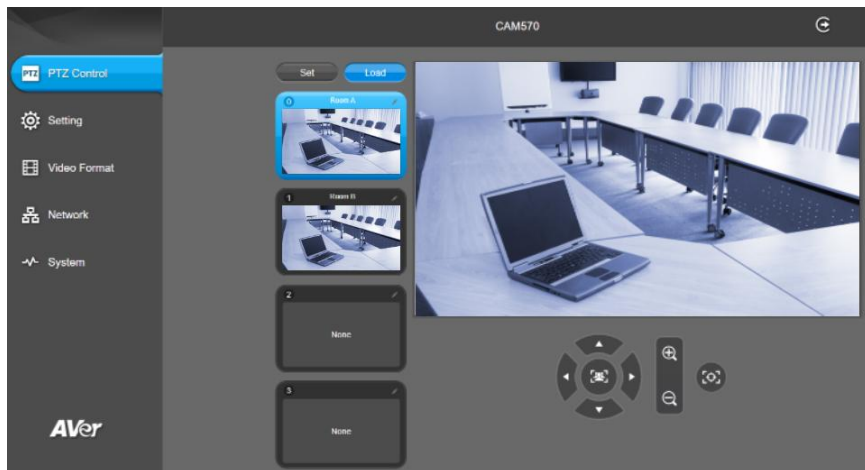 CAM570
PTZ PTZ Control
Setting
Video Format
Network
System
AVer
Set Load
0 Room A
1 Room B
2
None
3
None